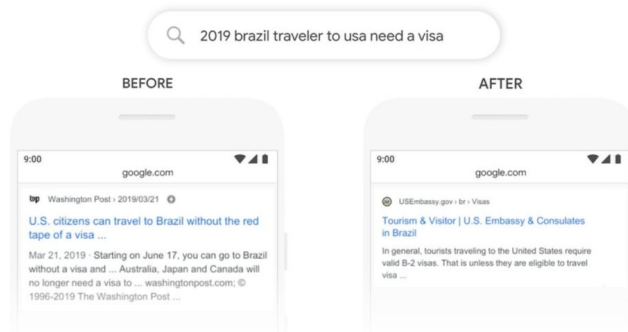 2019 brazil traveler to usa need a visa
BEFORE
9:00
google.com
wp Washington Post › 2019/03/21
U.S. citizens can travel to Brazil without the red
tape of a visa ...
Mar 21, 2019 · Starting on June 17, you can go to Brazil
without a visa and ... Australia, Japan and Canada will
no longer need a visa to ... washingtonpost.com; ©
1996-2019 The Washington Post ...
AFTER
9:00
google.com
USEmbassy.gov › br › Visas
Tourism & Visitor | U.S. Embassy & Consulates
in Brazil
In general, tourists traveling to the United States require
valid B-2 visas. That is unless they are eligible to travel
visa ...